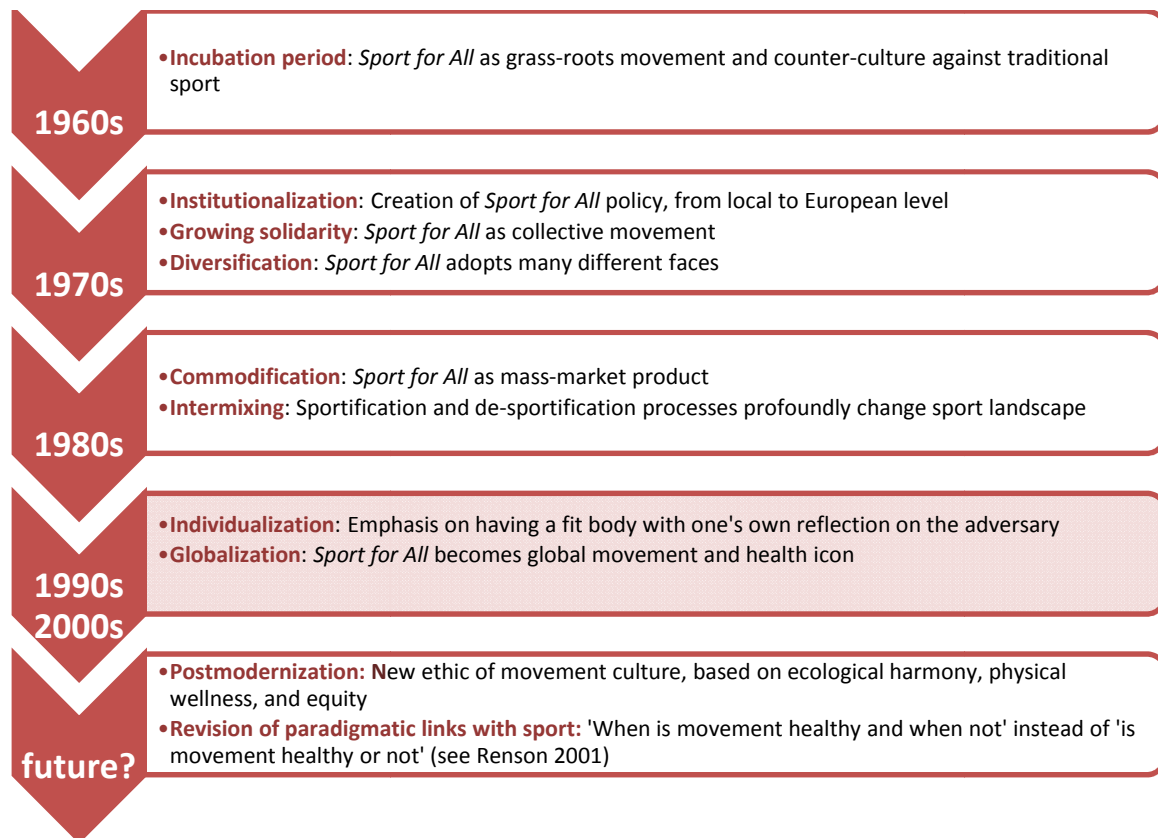 •Incubation period: Sport for All as grass-roots movement and counter-culture against traditional
sport
1960s
•Institutionalization: Creation of Sport for All policy, from local to European level
•Growing solidarity: Sport for All as collective movement
•Diversification: Sport for All adopts many different faces
1970s
•Commodification: Sport for All as mass-market product
•Intermixing: Sportification and de-sportification processes profoundly change sport landscape
1980s
•Individualization: Emphasis on having a fit body with one's own reflection on the adversary
•Globalization: Sport for All becomes global movement and health icon
1990s
2000s
•Postmodernization: New ethic of movement culture, based on ecological harmony, physical
wellness, and equity
•Revision of paradigmatic links with sport: 'When is movement healthy and when not' instead of 'is
movement healthy or not' (see Renson 2001)
future?